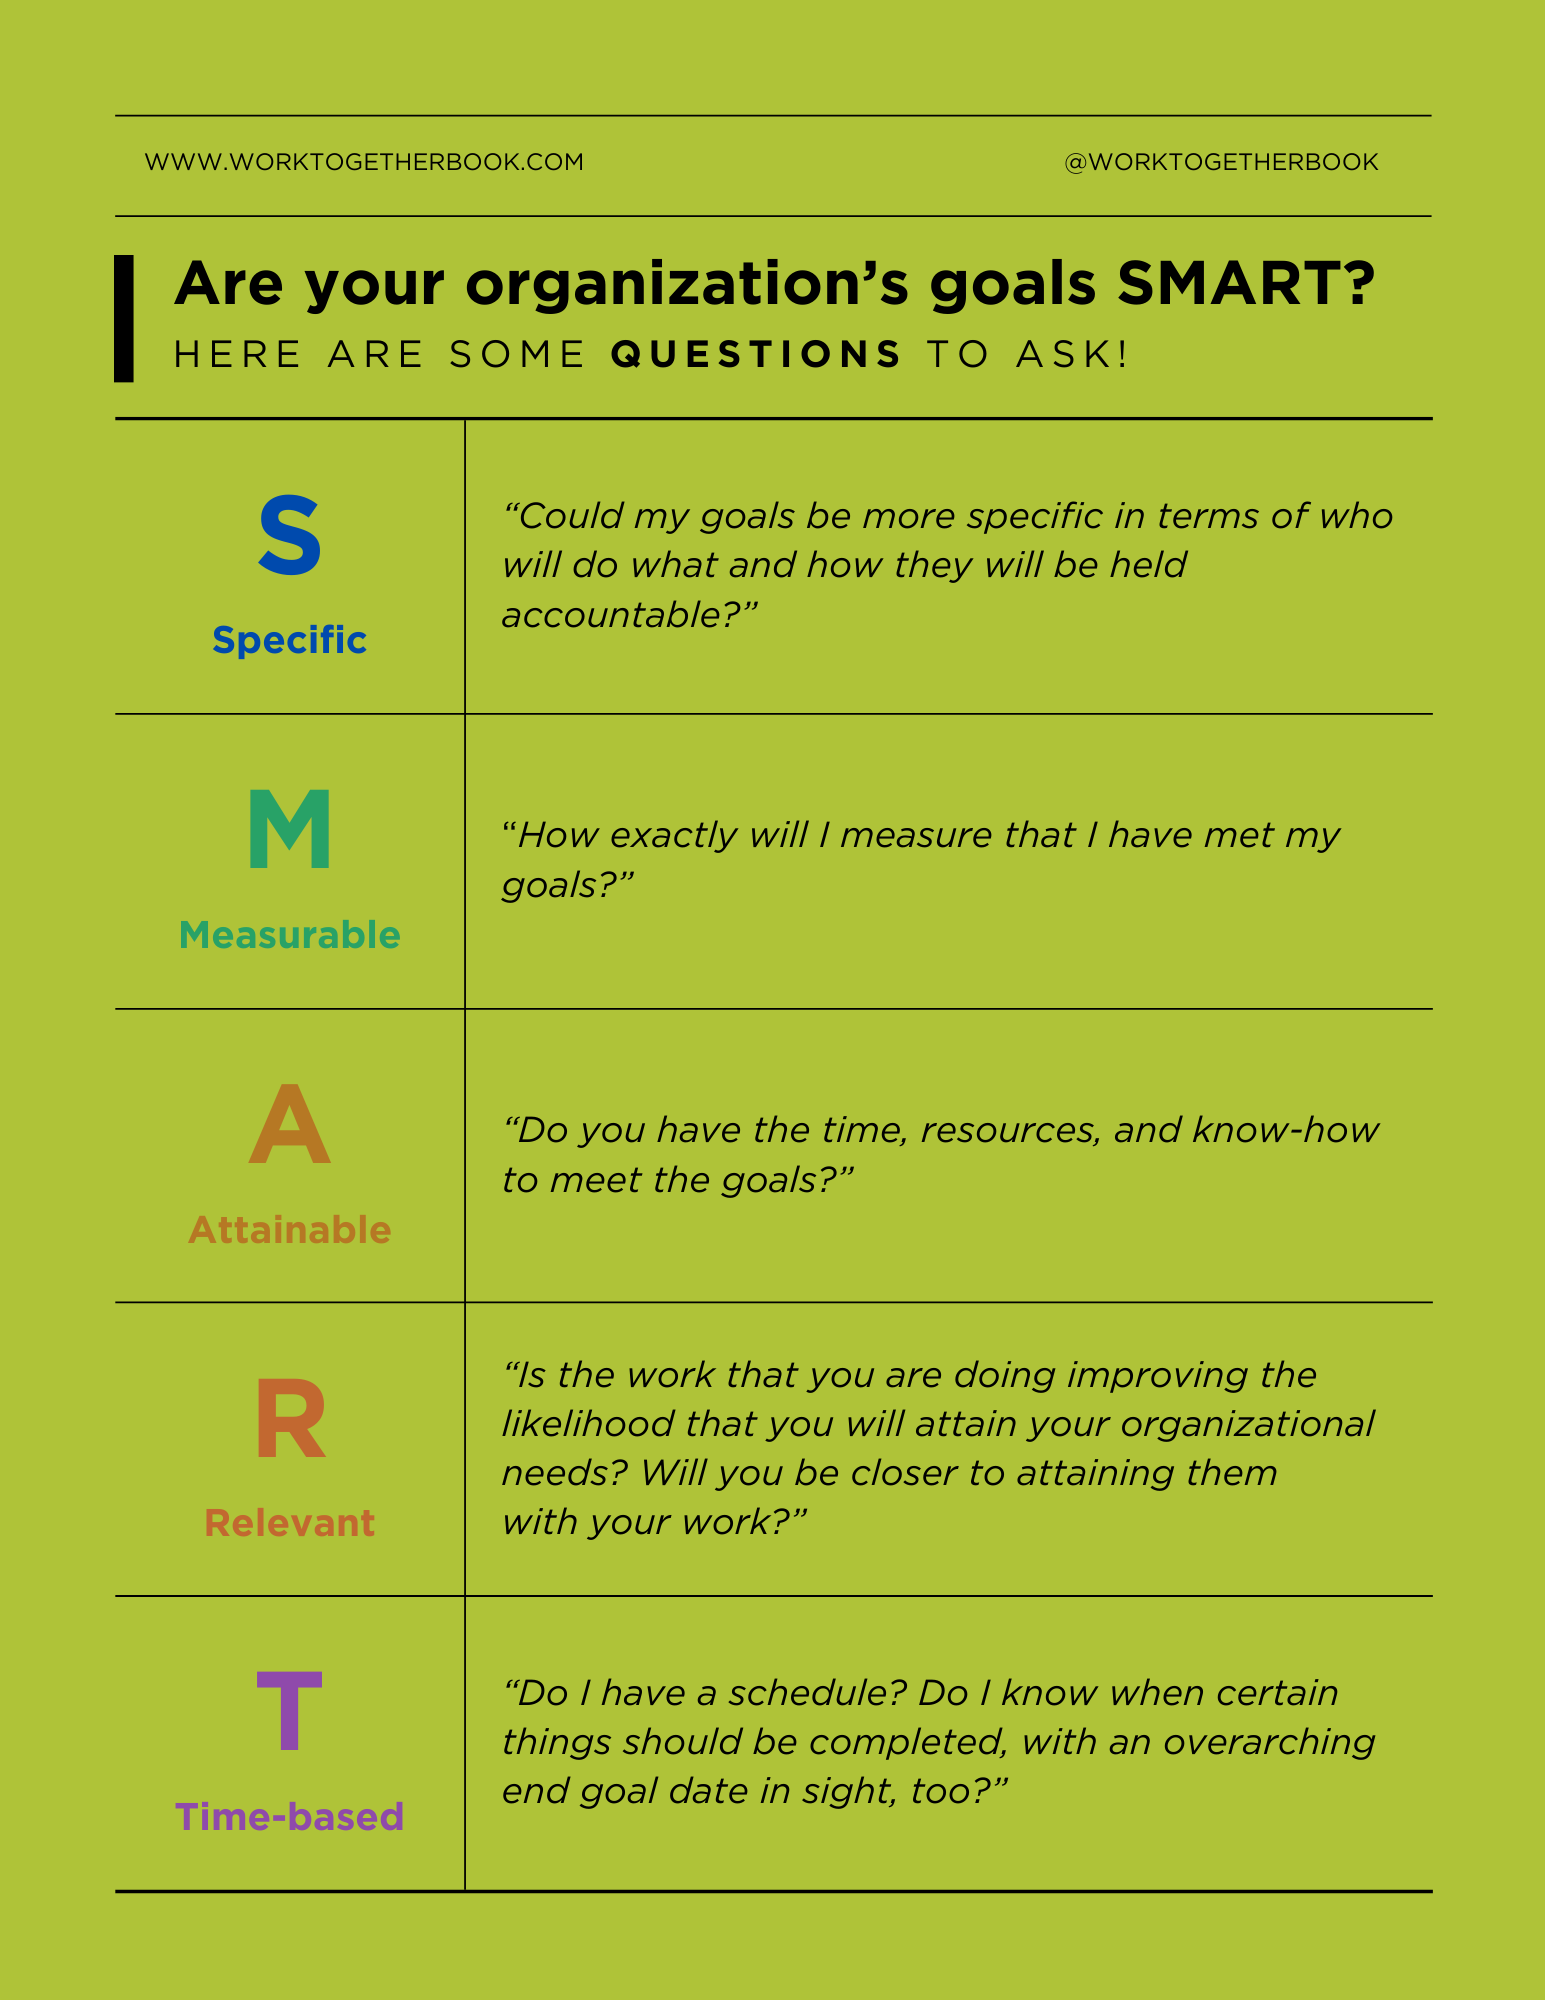 WWW.WORKTOGETHERBOOK.COM
@WORKTOGETHERBOOK
Are your organization’s goals SMART?
HERE ARE SOME QUESTIONS TO ASK!
S
Specific
“Could my goals be more specific in terms of who
will do what and how they will be held
accountable?”
M
Measurable
“How exactly will I measure that I have met my
goals?”
A
Attainable
“Do you have the time, resources, and know-how
to meet the goals?”
R
Relevant
“Is the work that you are doing improving the
likelihood that you will attain your organizational
needs? Will you be closer to attaining them
with your work?”
T
Time-based
“Do I have a schedule? Do I know when certain
things should be completed, with an overarching
end goal date in sight, too?”